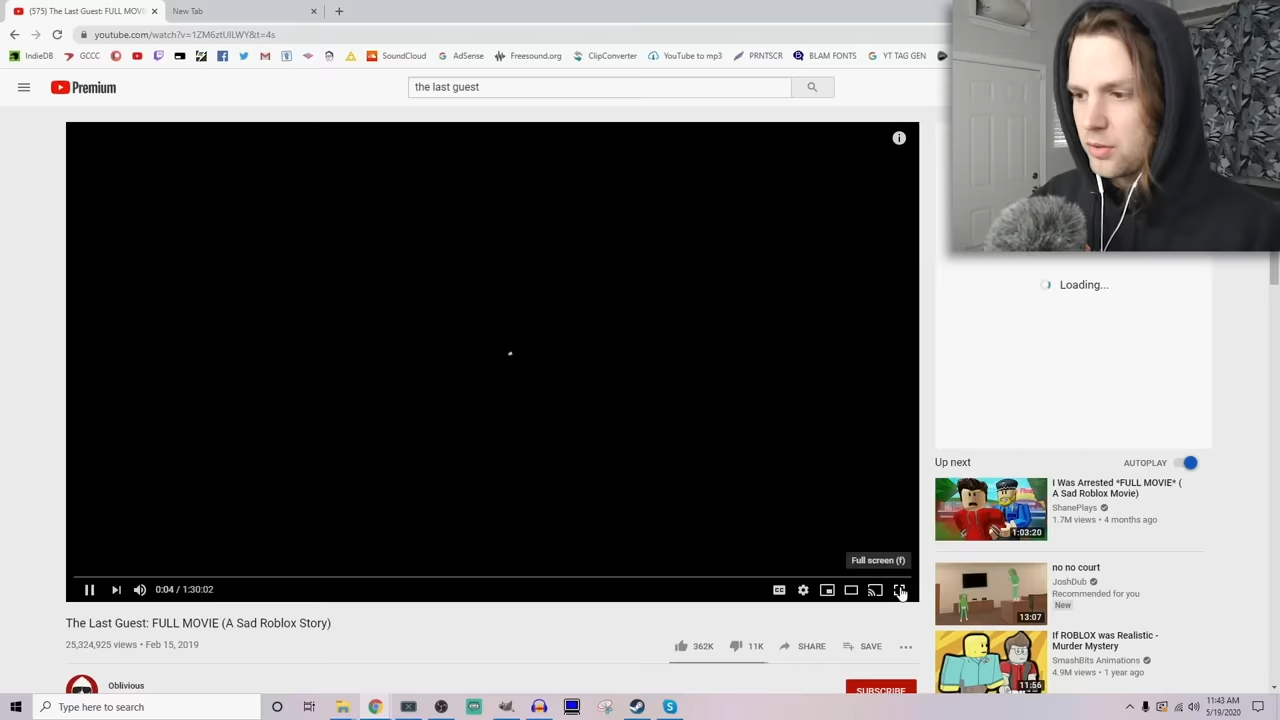 (575) The Last Guest: FULL MOVI
New Tab
youtube.com/watch?v=1ZM6ztUlLWY&t=4s
IndieDB
GCCC
SoundCloud
AdSense
Freesound.org
ClipConverter
YouTube to mp3
PRNTSCR
BLAM FONTS
YT TAG GEN
Premium
the last guest
Loading...
Full screen (f)
0:04 / 1:30:02
The Last Guest: FULL MOVIE (A Sad Roblox Story)
25,324,925 views • Feb 15, 2019
362K
11K
SHARE
SAVE
Oblivious
SUBSCRIBE
Up next
AUTOPLAY
I Was Arrested *FULL MOVIE* (
A Sad Roblox Movie)
ShanePlays
1.7M views • 4 months ago
1:03:20
no no court
JoshDub
Recommended for you
New
13:07
If ROBLOX was Realistic -
Murder Mystery
SmashBits Animations
4.9M views • 1 year ago
11:56
Type here to search
11:43 AM
5/19/2020